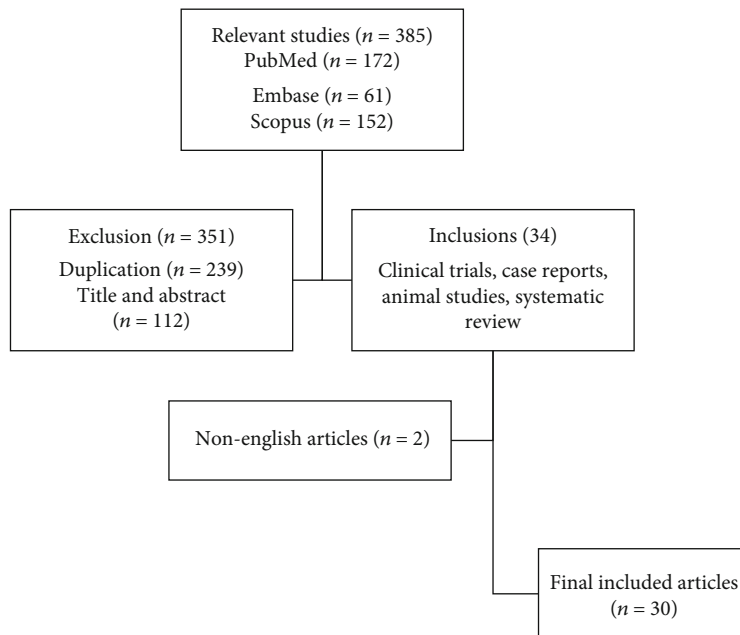 Relevant studies (n = 385)
PubMed (n = 172)
Embase (n = 61)
Scopus (n = 152)
Exclusion (n = 351)
Duplication (n = 239)
Title and abstract
(n = 112)
Inclusions (34)
Clinical trials, case reports,
animal studies, systematic
review
Non-english articles (n = 2)
Final included articles
(n = 30)